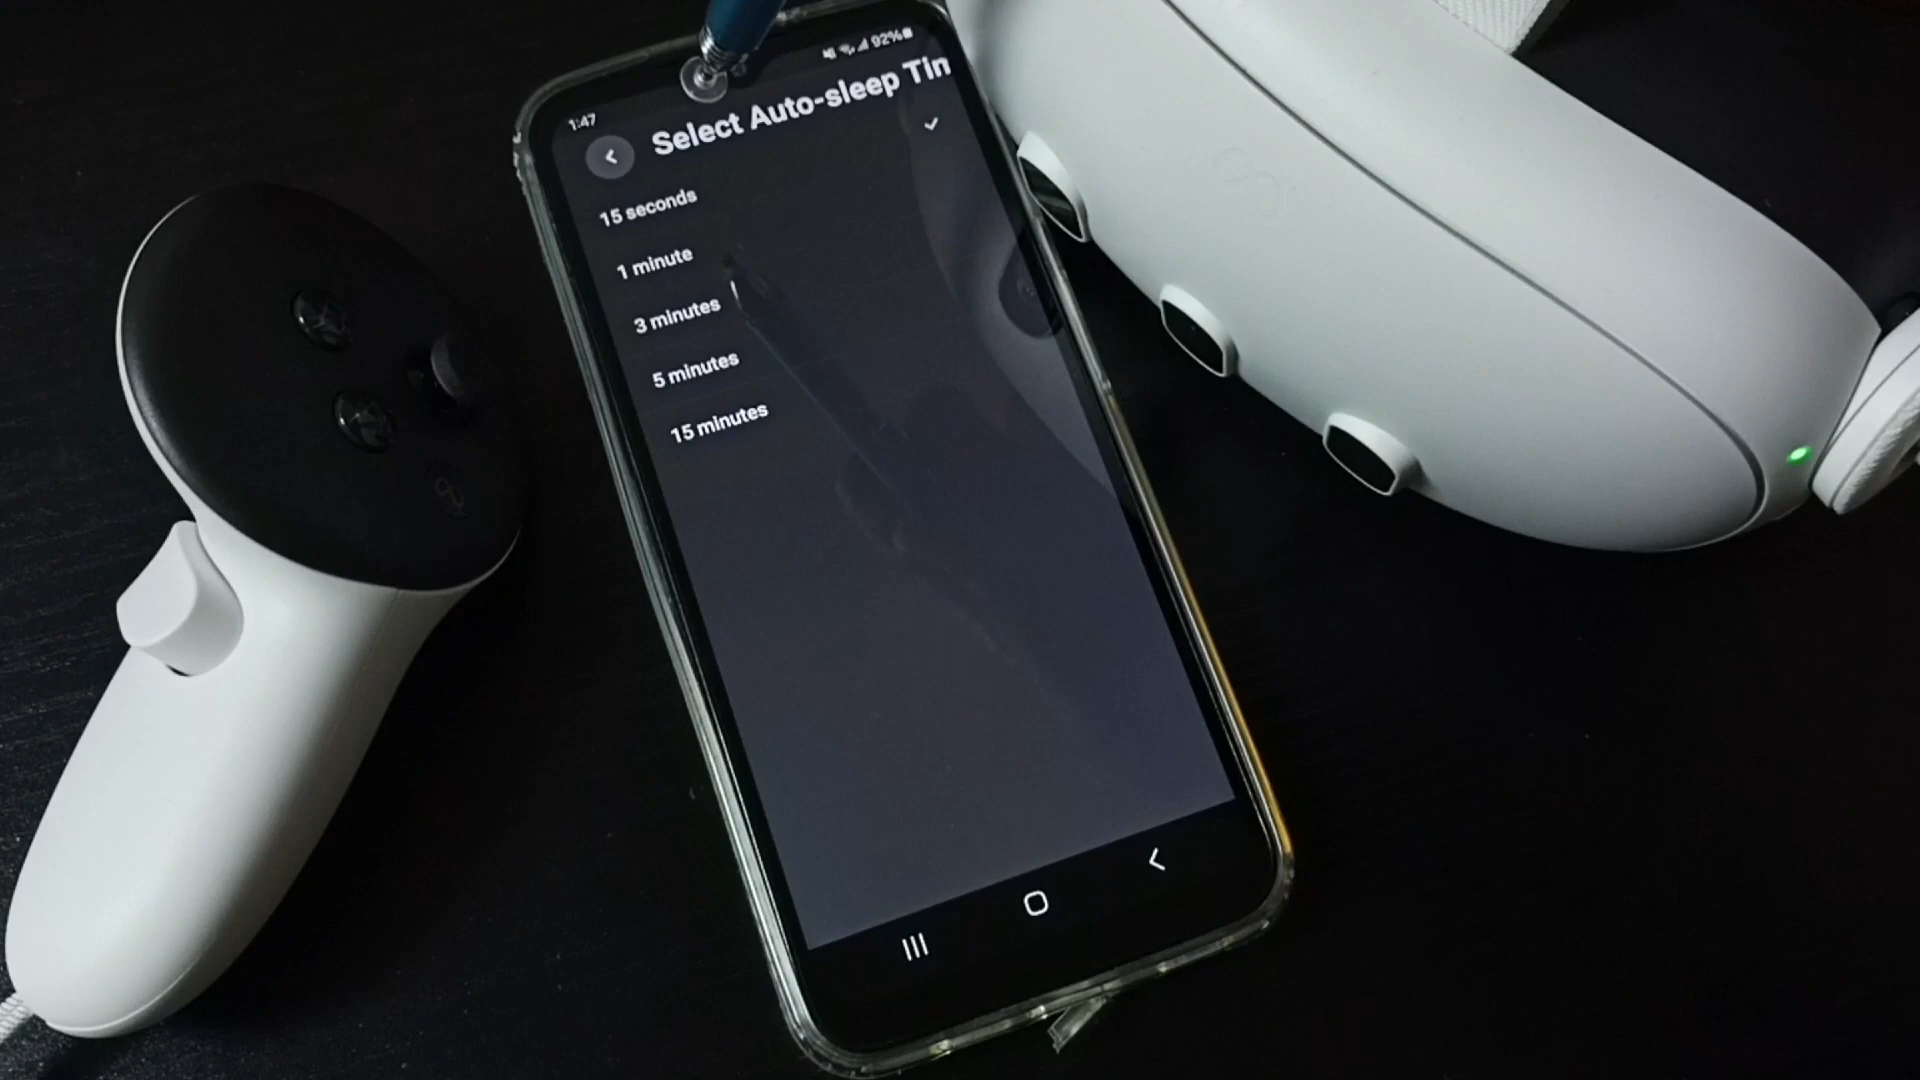 92%
1:47
Select Auto-sleep Tin
15 seconds
1 minute
3 minutes
5 minutes
15 minutes